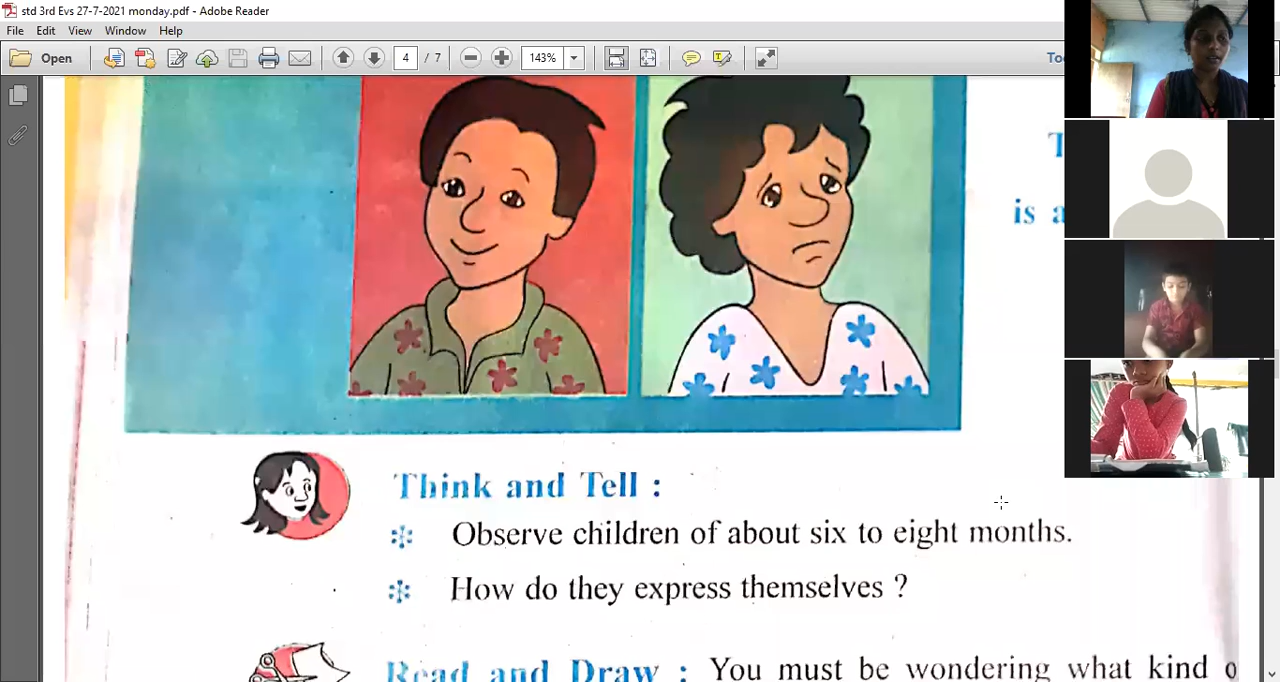 std 3rd Evs 27-7-2021 monday.pdf - Adobe Reader
File Edit View Window Help
Open 4 / 7 143%
is
Think and Tell :
Observe children of about six to eight months.
How do they express themselves ?
Read and Draw : You must be wondering what kind